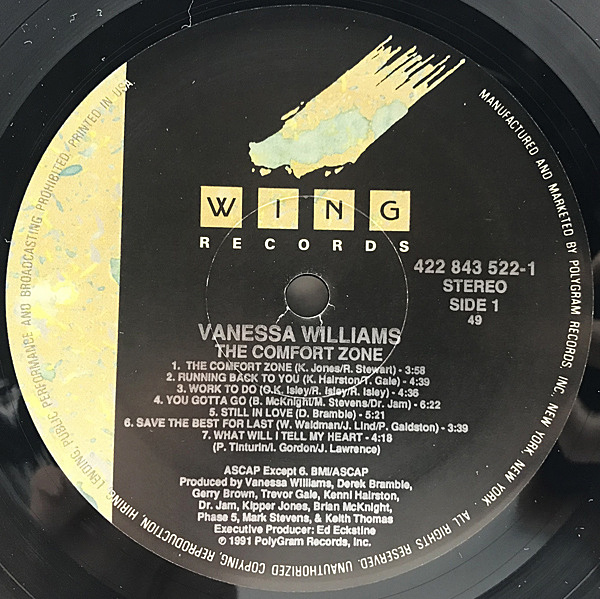 WING
RECORDS
422 843 522-1
STEREO
SIDE 1
49
VANESSA WILLIAMS
THE COMFORT ZONE
1. THE COMFORT ZONE (K. Jones/R. Stewart) - 3:58
2. RUNNING BACK TO YOU (K. Hairston/T. Gale) - 4:39
3. WORK TO DO (O.K. Isley/R. Isley/R. Isley) - 4:36
4. YOU GOTTA GO (B. McKnight/M. Stevens/Dr. Jam) - 6:22
5. STILL IN LOVE (D. Bramble) - 5:21
6. SAVE THE BEST FOR LAST (W. Waldman/J. Lind/P. Galdston) - 3:39
7. WHAT WILL I TELL MY HEART - 4:18
(P. Tinturin/I. Gordon/J. Lawrence)
ASCAP Except 6. BMI/ASCAP
Produced by Vanessa Williams, Derek Bramble,
Gerry Brown, Trevor Gale, Kenni Hairston,
Dr. Jam, Kipper Jones, Brian McKnight,
Phase 5, Mark Stevens, & Keith Thomas
Executive Producer: Ed Eckstine
℗ 1991 PolyGram Records, Inc.
MANUFACTURED AND MARKETED BY POLYGRAM RECORDS, INC., NEW YORK, NEW YORK. ALL RIGHTS RESERVED. UNAUTHORIZED COPYING, REPRODUCTION, HIRING, LENDING, PUBLIC PERFORMANCE AND BROADCASTING PROHIBITED. PRINTED IN USA